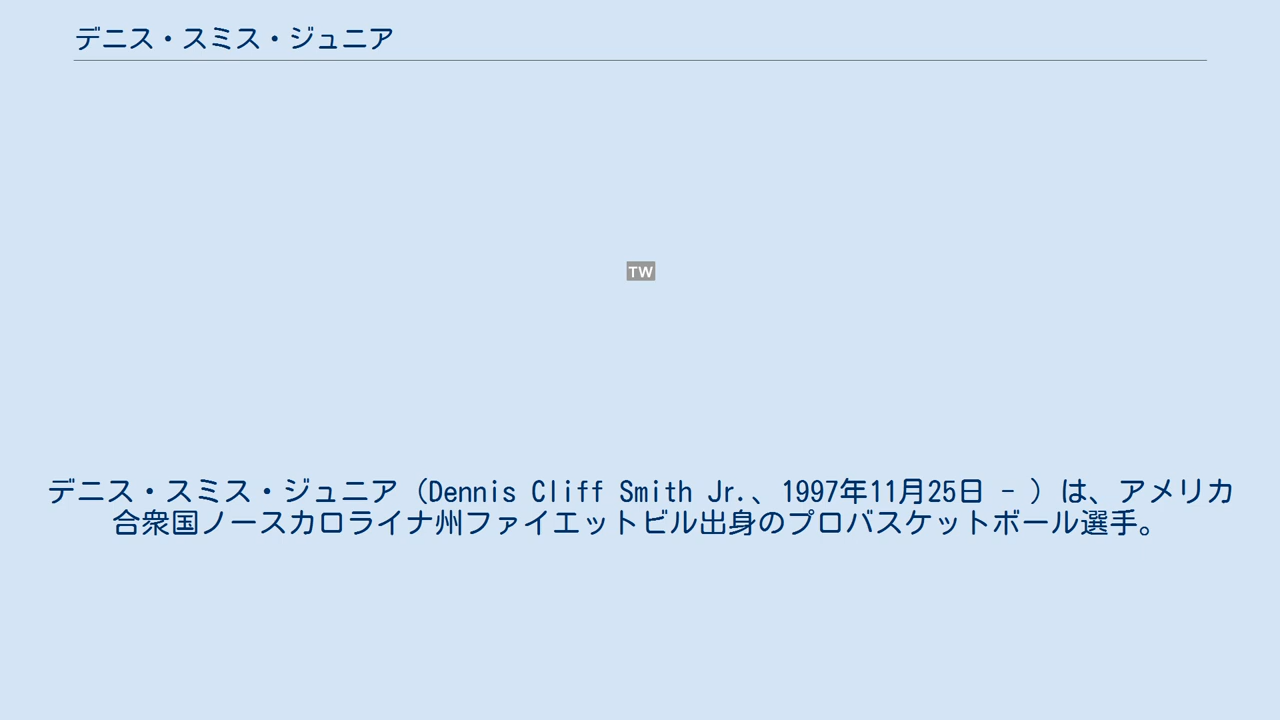 デニス・スミス・ジュニア
TW
デニス・スミス・ジュニア（Dennis Cliff Smith Jr.、1997年11月25日 - ）は、アメリカ
合衆国ノースカロライナ州ファイエットビル出身のプロバスケットボール選手。